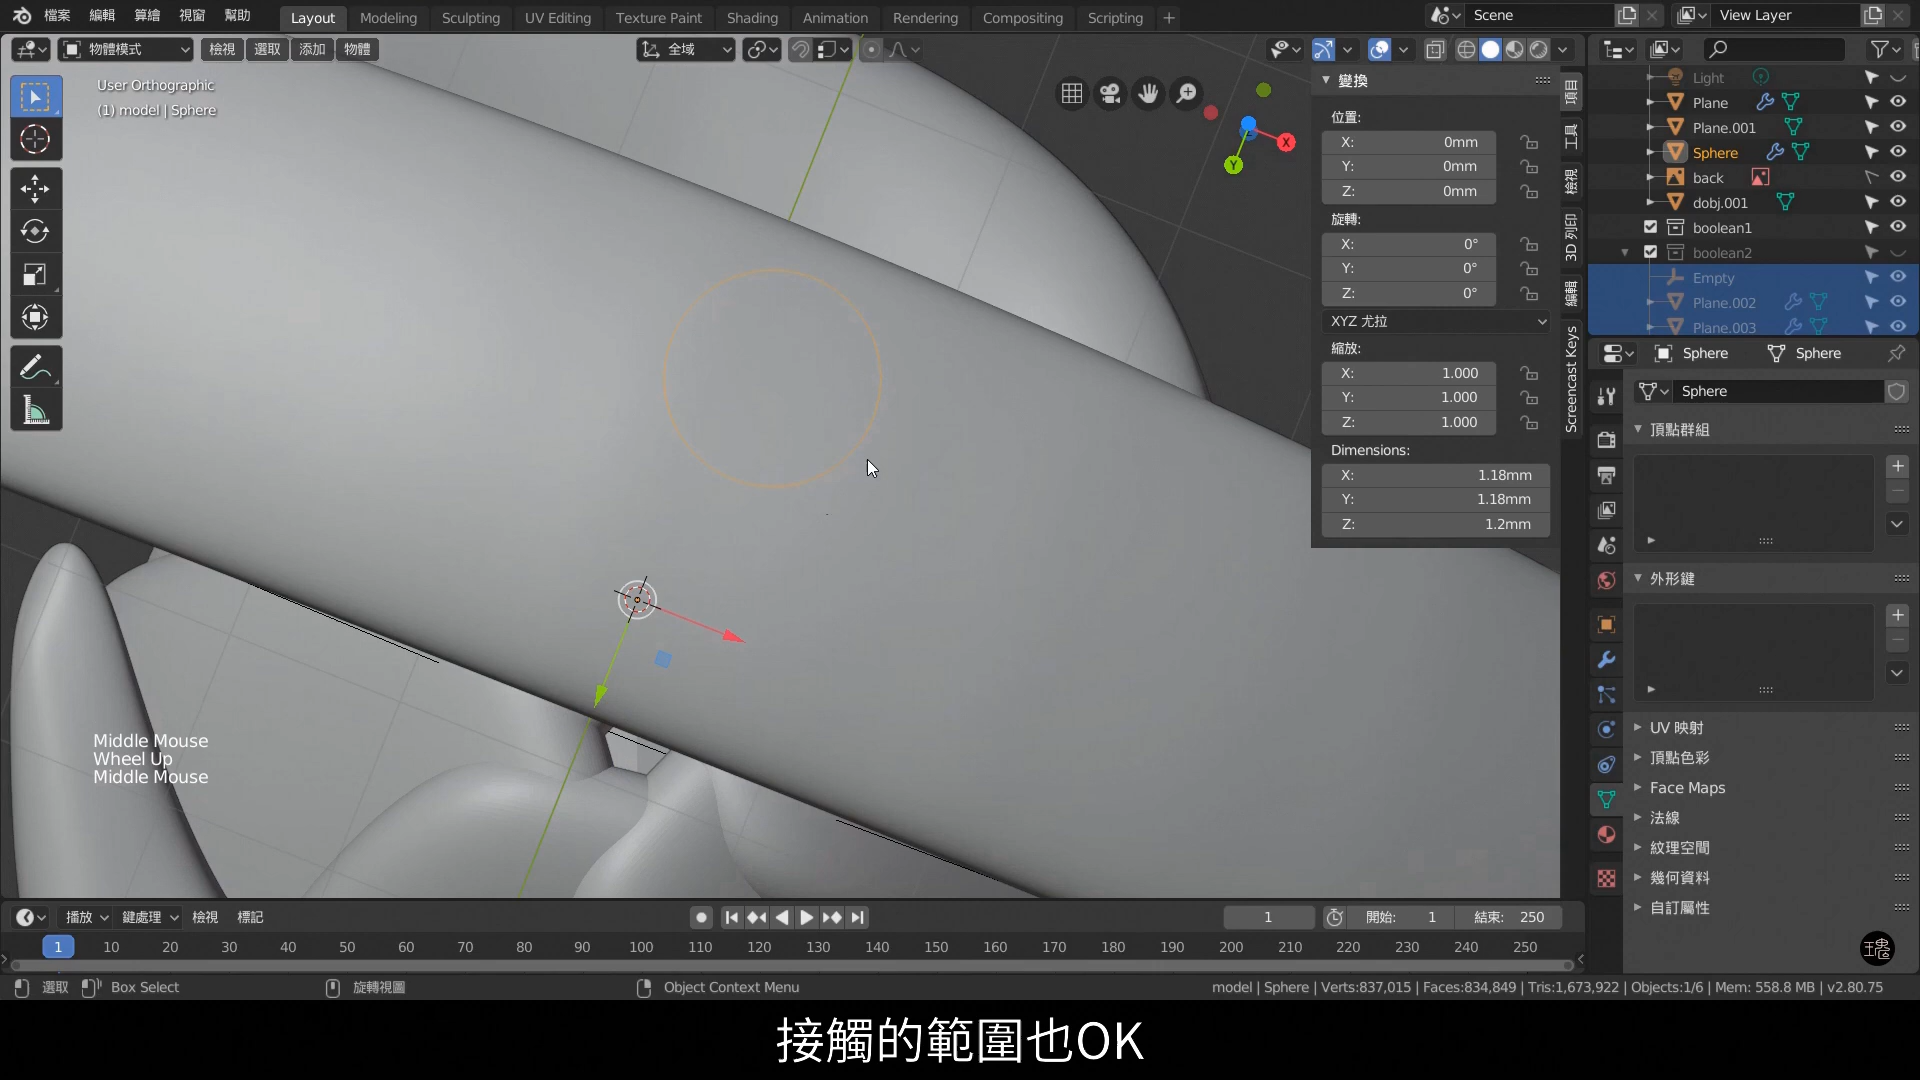 檔案 編輯 算繪 視窗 幫助 Layout Modeling Sculpting UV Editing Texture Paint Shading Animation Rendering Compositing Scripting + Scene View Layer
物體模式 檢視 選取 添加 物體 全域
User Orthographic
(1) model | Sphere
變換
位置:
X: 0mm
Y: 0mm
Z: 0mm
旋轉:
X: 0°
Y: 0°
Z: 0°
XYZ 尤拉
縮放:
X: 1.000
Y: 1.000
Z: 1.000
Dimensions:
X: 1.18mm
Y: 1.18mm
Z: 1.2mm
項目
工具
檢視
3D 列印
編輯
Screencast Keys
X
Y
Light
Plane
Plane.001
Sphere
back
dobj.001
boolean1
boolean2
Empty
Plane.002
Plane.003
Sphere Sphere
Sphere
頂點群組
外形鍵
UV 映射
頂點色彩
Face Maps
法線
紋理空間
幾何資料
自訂屬性
Middle Mouse
Wheel Up
Middle Mouse
播放 鍵處理 檢視 標記 1 開始: 1 結束: 250
1 10 20 30 40 50 60 70 80 90 100 110 120 130 140 150 160 170 180 190 200 210 220 230 240 250
選取 Box Select 旋轉視圖 Object Context Menu model | Sphere | Verts:837,015 | Faces:834,849 | Tris:1,673,922 | Objects:1/6 | Mem: 558.8 MB | v2.80.75
接觸的範圍也OK